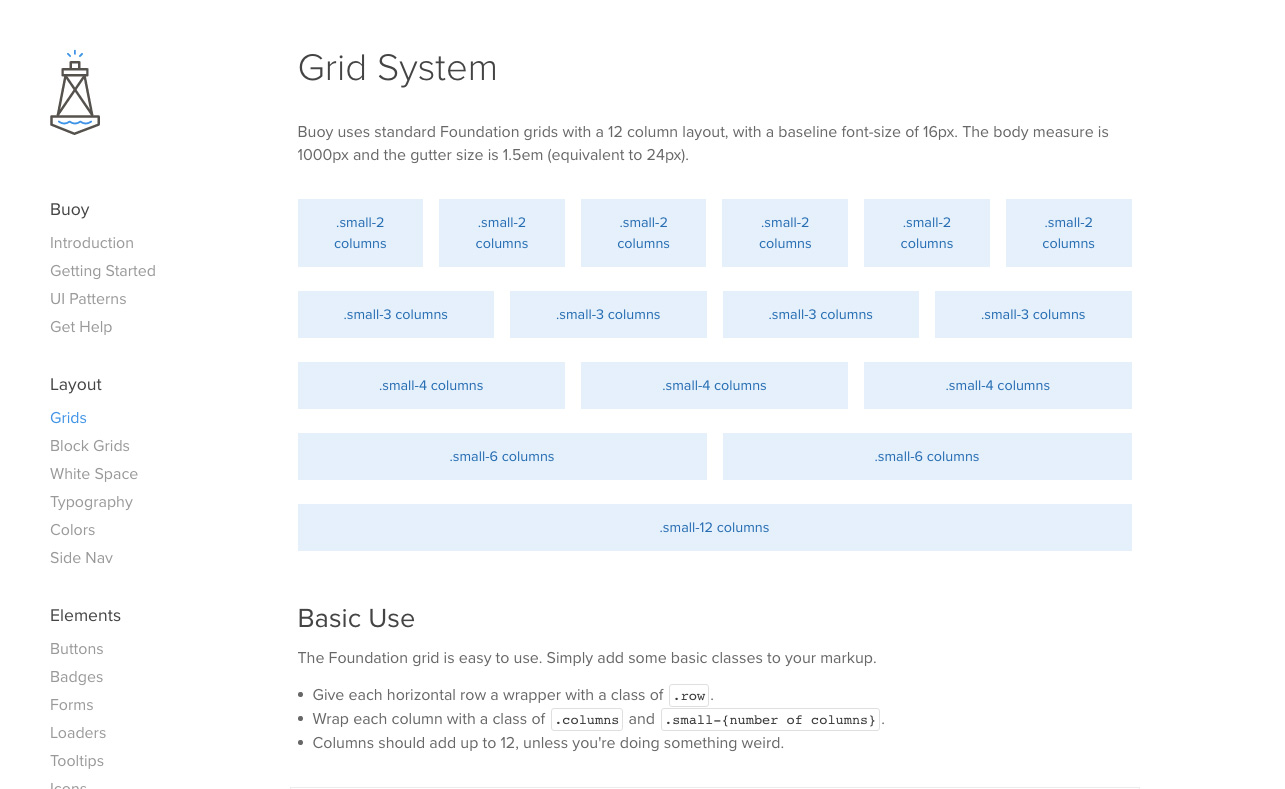 Grid System
Buoy uses standard Foundation grids with a 12 column layout, with a baseline font-size of 16px. The body measure is
1000px and the gutter size is 1.5em (equivalent to 24px).
.small-2 columns
.small-2 columns
.small-2 columns
.small-2 columns
.small-2 columns
.small-2 columns
.small-3 columns
.small-3 columns
.small-3 columns
.small-3 columns
.small-4 columns
.small-4 columns
.small-4 columns
.small-6 columns
.small-6 columns
.small-12 columns
Basic Use
The Foundation grid is easy to use. Simply add some basic classes to your markup.
• Give each horizontal row a wrapper with a class of .row.
• Wrap each column with a class of .columns and .small-{number of columns}.
• Columns should add up to 12, unless you're doing something weird.
Buoy
Introduction
Getting Started
UI Patterns
Get Help
Layout
Grids
Block Grids
White Space
Typography
Colors
Side Nav
Elements
Buttons
Badges
Forms
Loaders
Tooltips
Icons